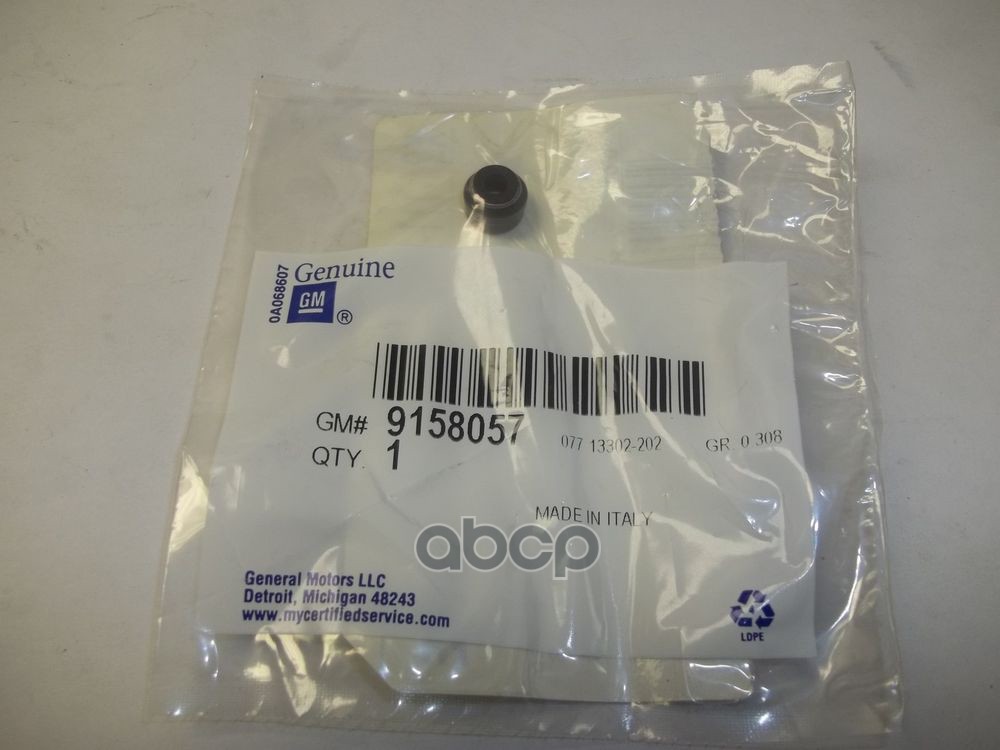 0A068607
Genuine
GM
®
GM# 9158057
077 13302-202 GR. 0.308
QTY. 1
MADE IN ITALY
abcp
General Motors LLC
Detroit, Michigan 48243
www.mycertifiedservice.com
LDPE